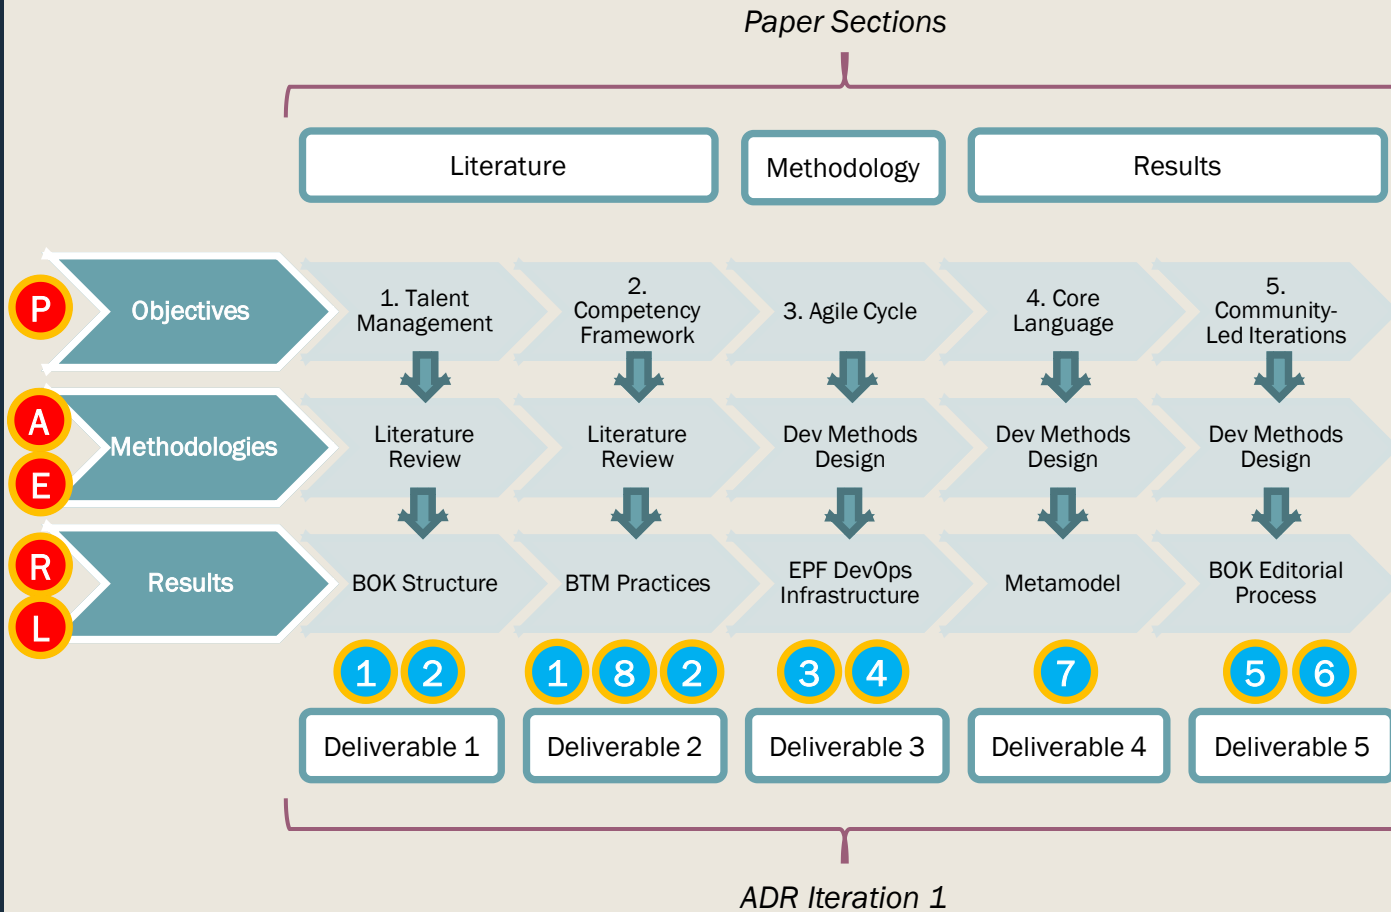 Paper Sections
Literature
Methodology
Results
P
Objectives
1. Talent
Management
2.
Competency
Framework
3. Agile Cycle
4. Core
Language
5.
Community-
Led Iterations
A
E
Methodologies
Literature
Review
Literature
Review
Dev Methods
Design
Dev Methods
Design
Dev Methods
Design
R
L
Results
BOK Structure
BTM Practices
EPF DevOps
Infrastructure
Metamodel
BOK Editorial
Process
1 2
1 8 2
3 4
7
5 6
Deliverable 1
Deliverable 2
Deliverable 3
Deliverable 4
Deliverable 5
ADR Iteration 1